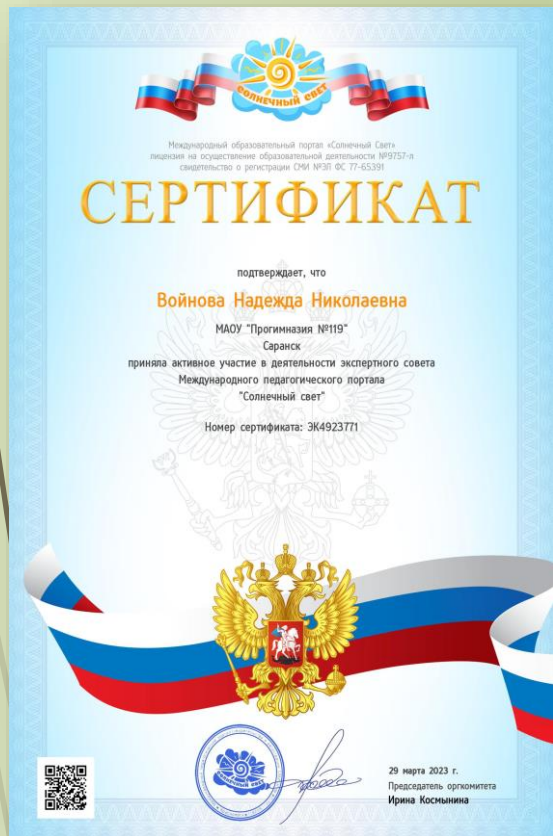 СОЛНЕЧНЫЙ СВЕТ
Международный образовательный портал «Солнечный Свет»
лицензия на осуществление образовательной деятельности №9757-л
свидетельство о регистрации СМИ №ЭЛ ФС 77-65391
СЕРТИФИКАТ
подтверждает, что
Войнова Надежда Николаевна
МАОУ "Прогимназия №119"
Саранск
приняла активное участие в деятельности экспертного совета
Международного педагогического портала
"Солнечный свет"
Номер сертификата: ЭК4923771
СОЛНЕЧНЫЙ СВЕТ
29 марта 2023 г.
Председатель оргкомитета
Ирина Космынина